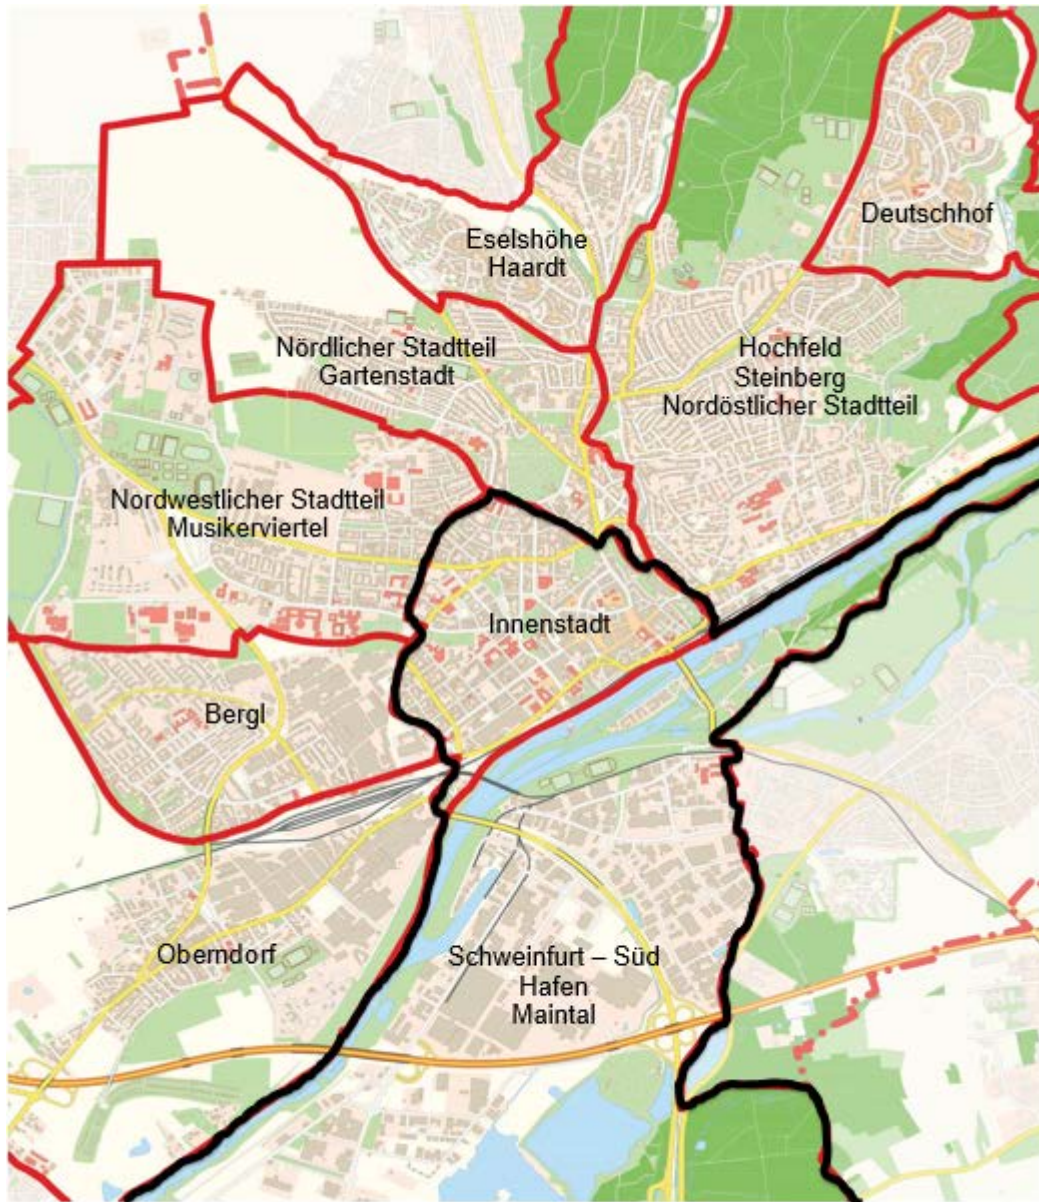 Deutschhof
Eselshöhe
Haardt
Nördlicher Stadtteil
Gartenstadt
Hochfeld
Steinberg
Nordöstlicher Stadtteil
Nordwestlicher Stadtteil
Musikerviertel
Innenstadt
Bergl
Oberndorf
Schweinfurt – Süd
Hafen
Maintal